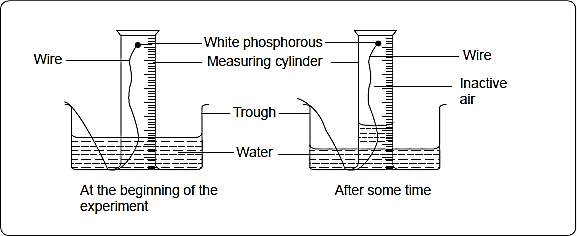 White phosphorous
Wire
Measuring cylinder
Wire
Inactive
air
Trough
Water
At the beginning of the
experiment
After some time